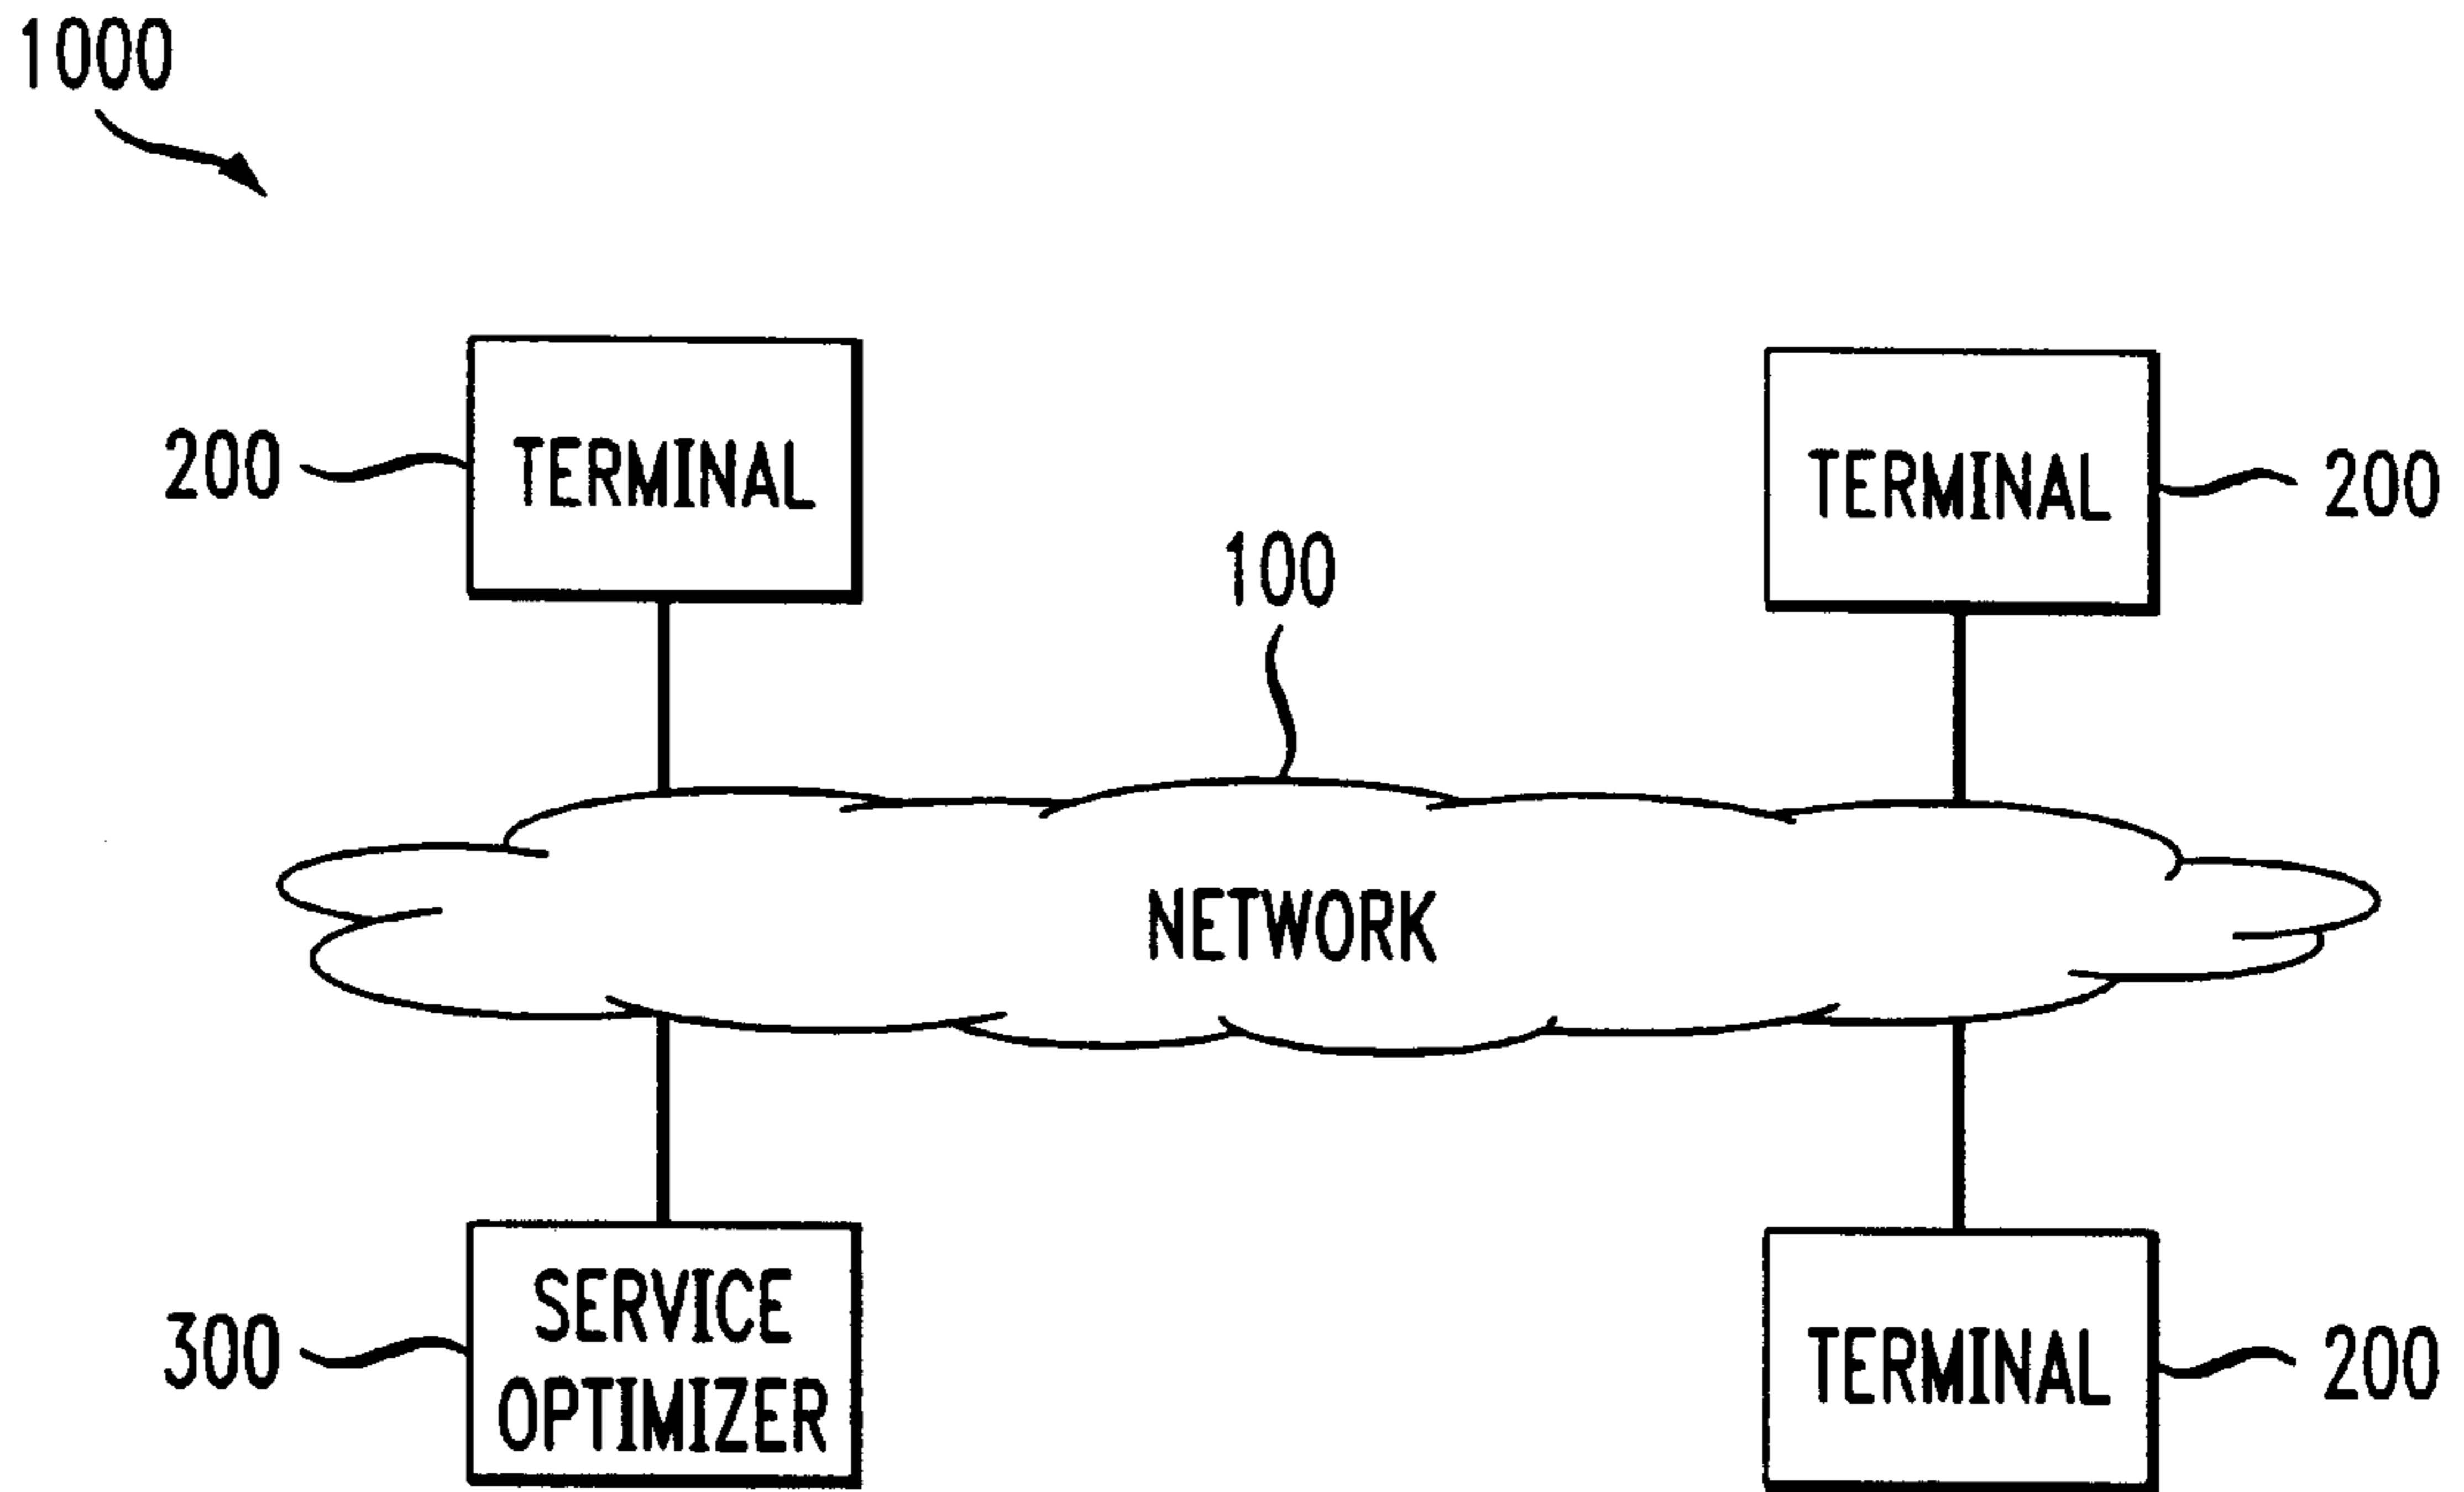 1000
200
TERMINAL
TERMINAL
200
100
NETWORK
300
SERVICE
OPTIMIZER
TERMINAL
200